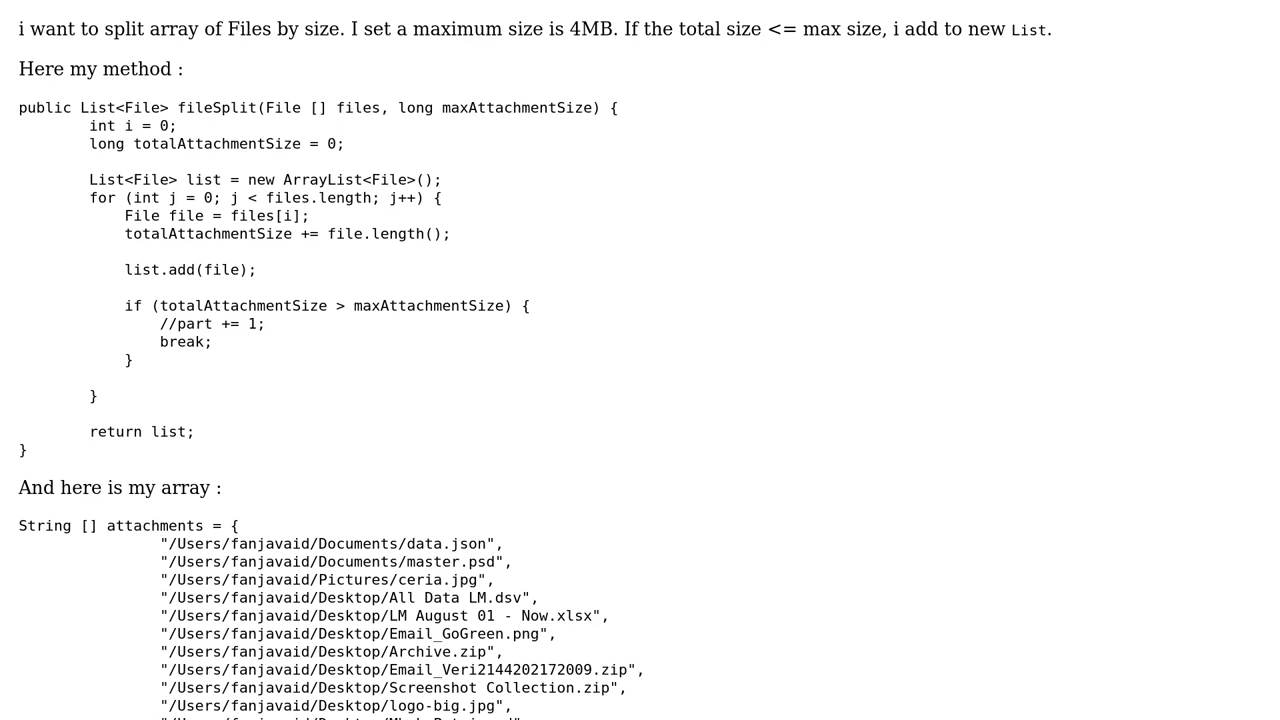 i want to split array of Files by size. I set a maximum size is 4MB. If the total size <= max size, i add to new List.
Here my method :
public List<File> fileSplit(File [] files, long maxAttachmentSize) {
        int i = 0;
        long totalAttachmentSize = 0;

        List<File> list = new ArrayList<File>();
        for (int j = 0; j < files.length; j++) {
            File file = files[i];
            totalAttachmentSize += file.length();

            list.add(file);

            if (totalAttachmentSize > maxAttachmentSize) {
                //part += 1;
                break;
            }

        }

        return list;
}
And here is my array :
String [] attachments = {
                "/Users/fanjavaid/Documents/data.json",
                "/Users/fanjavaid/Documents/master.psd",
                "/Users/fanjavaid/Pictures/ceria.jpg",
                "/Users/fanjavaid/Desktop/All Data LM.dsv",
                "/Users/fanjavaid/Desktop/LM August 01 - Now.xlsx",
                "/Users/fanjavaid/Desktop/Email_GoGreen.png",
                "/Users/fanjavaid/Desktop/Archive.zip",
                "/Users/fanjavaid/Desktop/Email_Veri2144202172009.zip",
                "/Users/fanjavaid/Desktop/Screenshot Collection.zip",
                "/Users/fanjavaid/Desktop/logo-big.jpg",